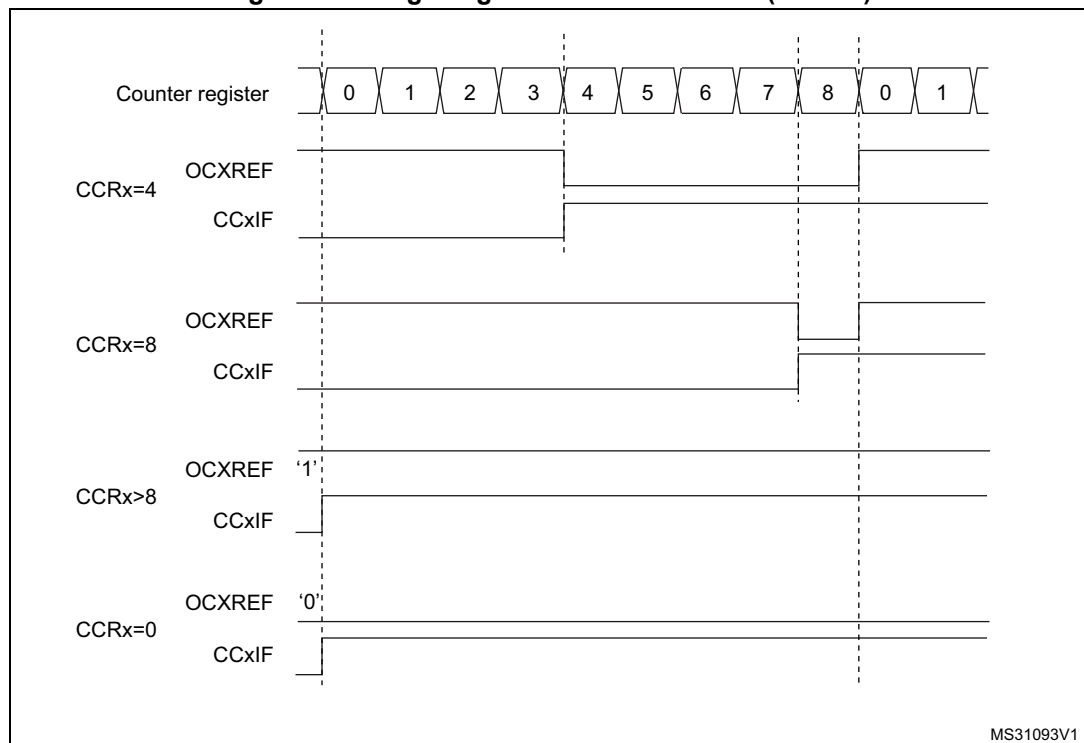 Counter register 0 1 2 3 4 5 6 7 8 0 1
CCRx=4
OCXREF
CCxIF
CCRx=8
OCXREF
CCxIF
CCRx>8
OCXREF ‘1’
CCxIF
CCRx=0
OCXREF ‘0’
CCxIF
MS31093V1